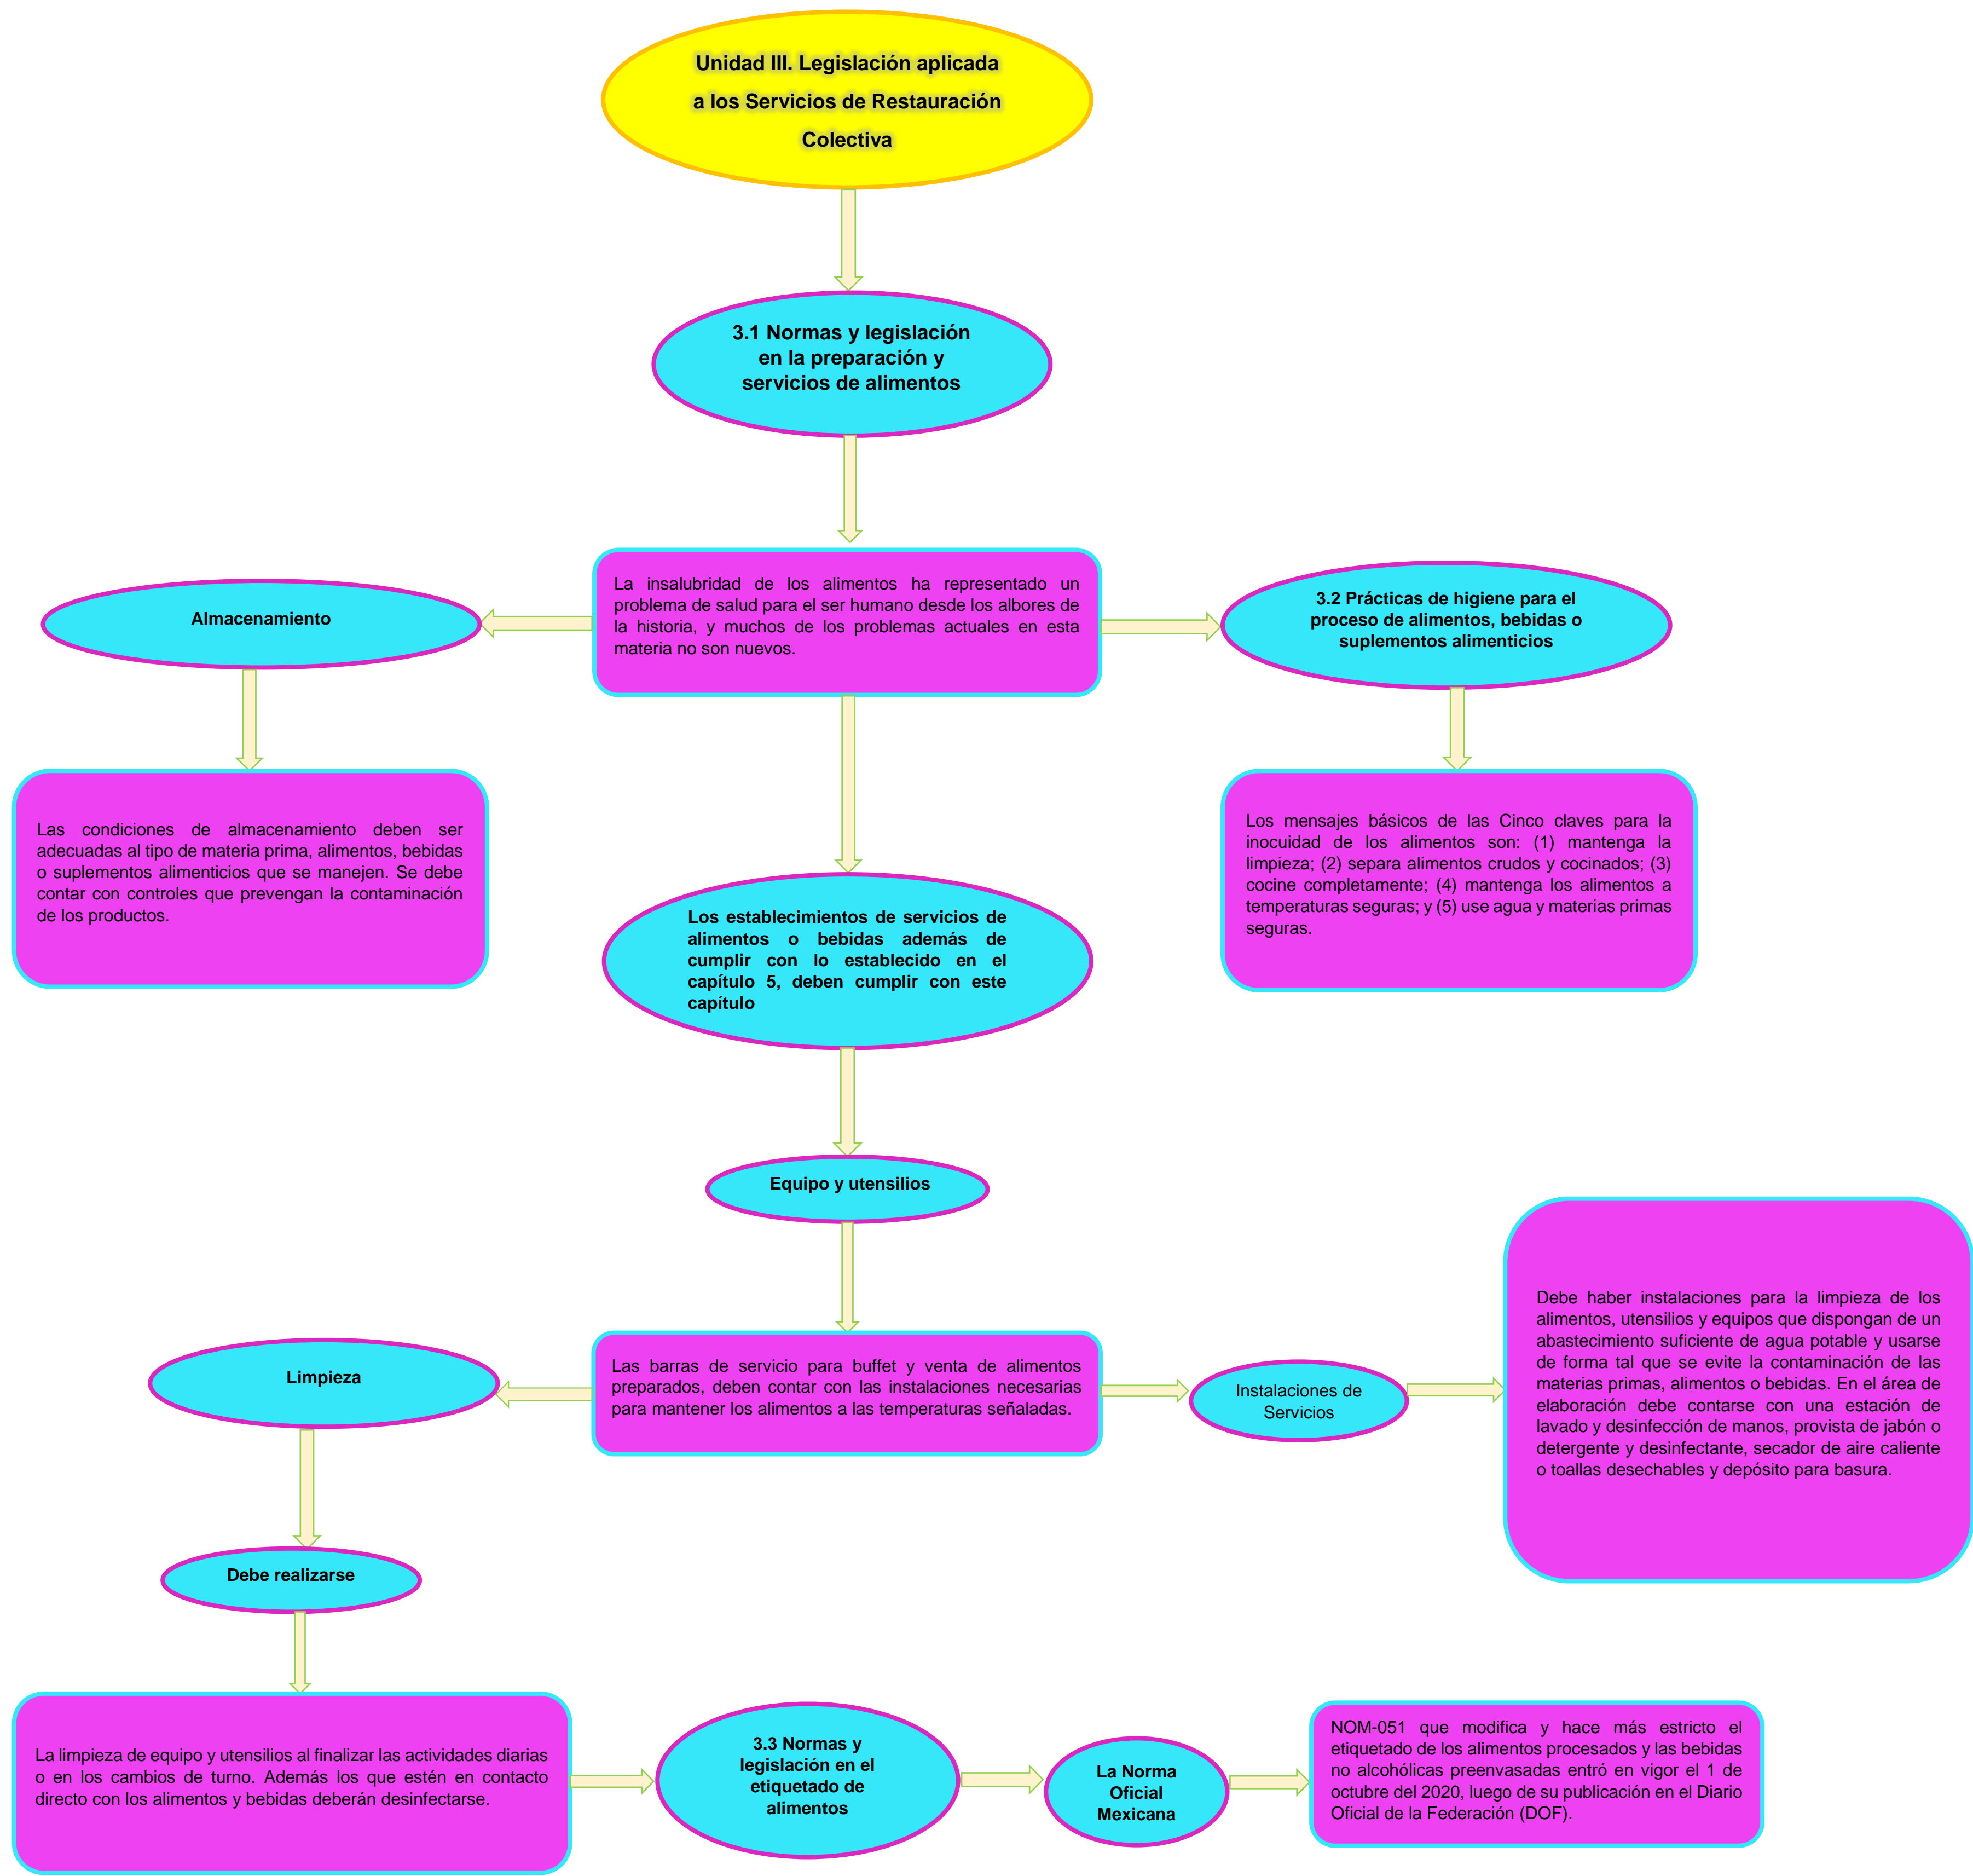 Unidad III. Legislación aplicada
a los Servicios de Restauración
Colectiva
3.1 Normas y legislación
en la preparación y
servicios de alimentos
La insalubridad de los alimentos ha representado un
problema de salud para el ser humano desde los albores de
la historia, y muchos de los problemas actuales en esta
materia no son nuevos.
Almacenamiento
3.2 Prácticas de higiene para el
proceso de alimentos, bebidas o
suplementos alimenticios
Las condiciones de almacenamiento deben ser
adecuadas al tipo de materia prima, alimentos, bebidas
o suplementos alimenticios que se manejen. Se debe
contar con controles que prevengan la contaminación
de los productos.
Los mensajes básicos de las Cinco claves para la
inocuidad de los alimentos son: (1) mantenga la
limpieza; (2) separa alimentos crudos y cocinados; (3)
cocine completamente; (4) mantenga los alimentos a
temperaturas seguras; y (5) use agua y materias primas
seguras.
Los establecimientos de servicios de
alimentos o bebidas además de
cumplir con lo establecido en el
capítulo 5, deben cumplir con este
capítulo
Equipo y utensilios
Las barras de servicio para buffet y venta de alimentos
preparados, deben contar con las instalaciones necesarias
para mantener los alimentos a las temperaturas señaladas.
Limpieza
Instalaciones de
Servicios
Debe haber instalaciones para la limpieza de los
alimentos, utensilios y equipos que dispongan de un
abastecimiento suficiente de agua potable y usarse
de forma tal que se evite la contaminación de las
materias primas, alimentos o bebidas. En el área de
elaboración debe contarse con una estación de
lavado y desinfección de manos, provista de jabón o
detergente y desinfectante, secador de aire caliente
o toallas desechables y depósito para basura.
Debe realizarse
La limpieza de equipo y utensilios al finalizar las actividades diarias
o en los cambios de turno. Además los que estén en contacto
directo con los alimentos y bebidas deberán desinfectarse.
3.3 Normas y
legislación en el
etiquetado de
alimentos
La Norma
Oficial
Mexicana
NOM-051 que modifica y hace más estricto el
etiquetado de los alimentos procesados y las bebidas
no alcohólicas preenvasadas entró en vigor el 1 de
octubre del 2020, luego de su publicación en el Diario
Oficial de la Federación (DOF).